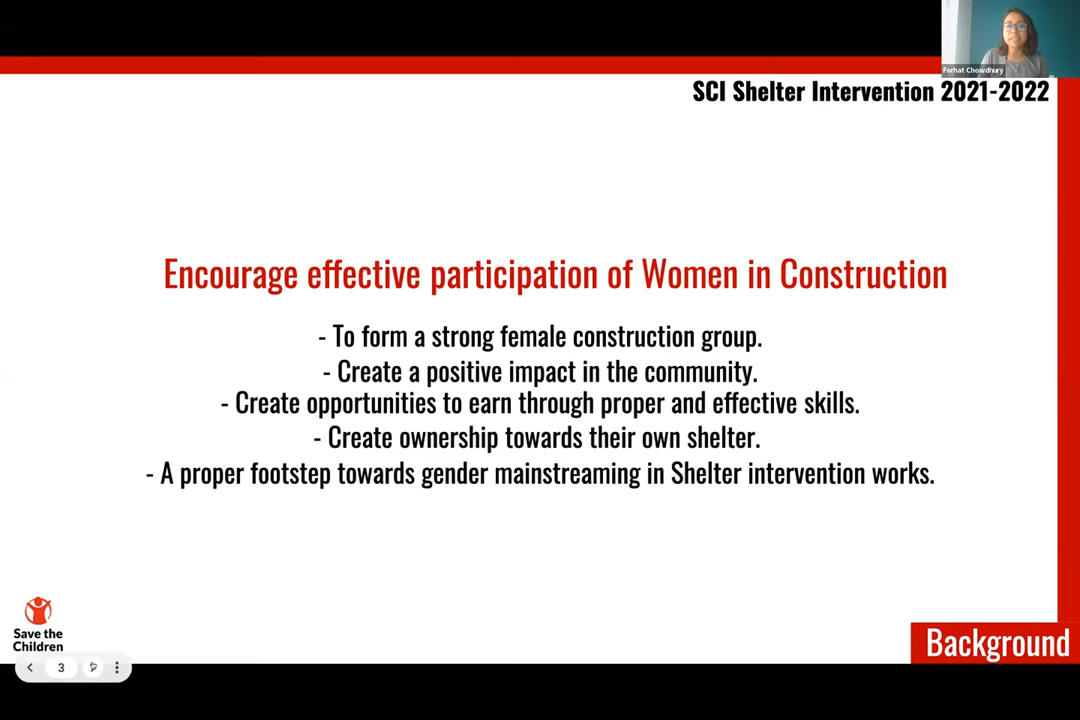 Forhat Chowdhury
SCI Shelter Intervention 2021-2022
Encourage effective participation of Women in Construction
- To form a strong female construction group.
- Create a positive impact in the community.
- Create opportunities to earn through proper and effective skills.
- Create ownership towards their own shelter.
- A proper footstep towards gender mainstreaming in Shelter intervention works.
Save the
Children
3
Background